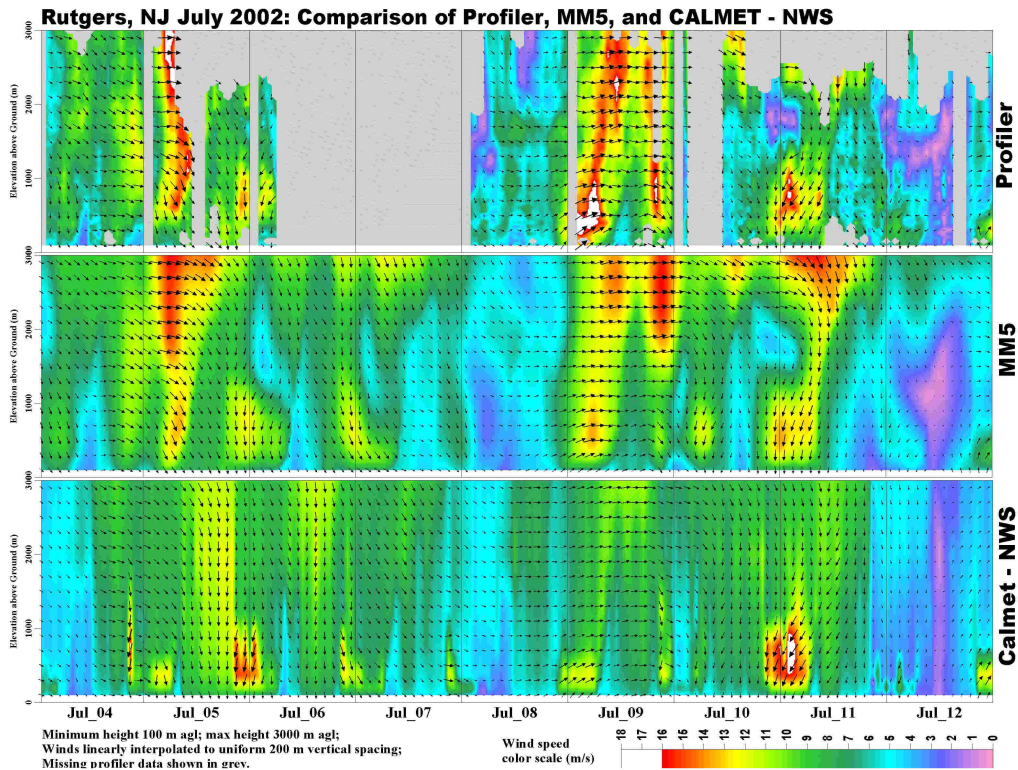 Rutgers, NJ July 2002: Comparison of Profiler, MM5, and CALMET - NWS
3000
2000
1000
Elevation above Ground (m)
Profiler
3000
2000
1000
Elevation above Ground (m)
MM5
3000
2000
1000
0
Elevation above Ground (m)
Calmet - NWS
Jul_04 Jul_05 Jul_06 Jul_07 Jul_08 Jul_09 Jul_10 Jul_11 Jul_12
Minimum height 100 m agl; max height 3000 m agl;
Winds linearly interpolated to uniform 200 m vertical spacing;
Missing profiler data shown in grey.
Wind speed
color scale (m/s)
18 17 16 15 14 13 12 11 10 9 8 7 6 5 4 3 2 1 0